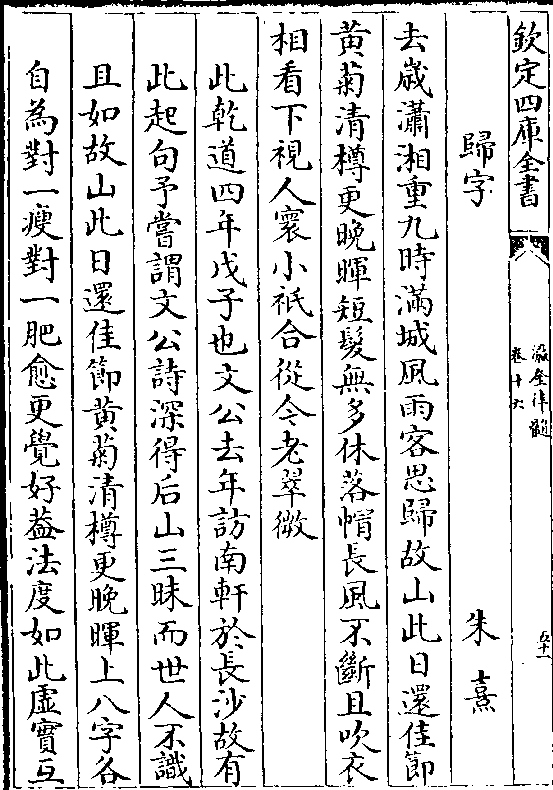 欽定四庫全書
瀛奎律髓
卷十六
五十一
歸字
朱熹
去歲瀟湘重九時滿城風雨客思歸故山此日還佳節
黄菊清樽更晚暉短髮無多休落帽長風不斷且吹衣
相看下視人寰小祇合從今老翠微
此乾道四年戊子也文公去年訪南軒於長沙故有
此起句予嘗謂文公詩深得后山三昧而世人不識
且如故山此日還佳節黄菊清樽更晚暉上八字各
自為對一瘦對一肥愈更覺好葢法度如此虚實互